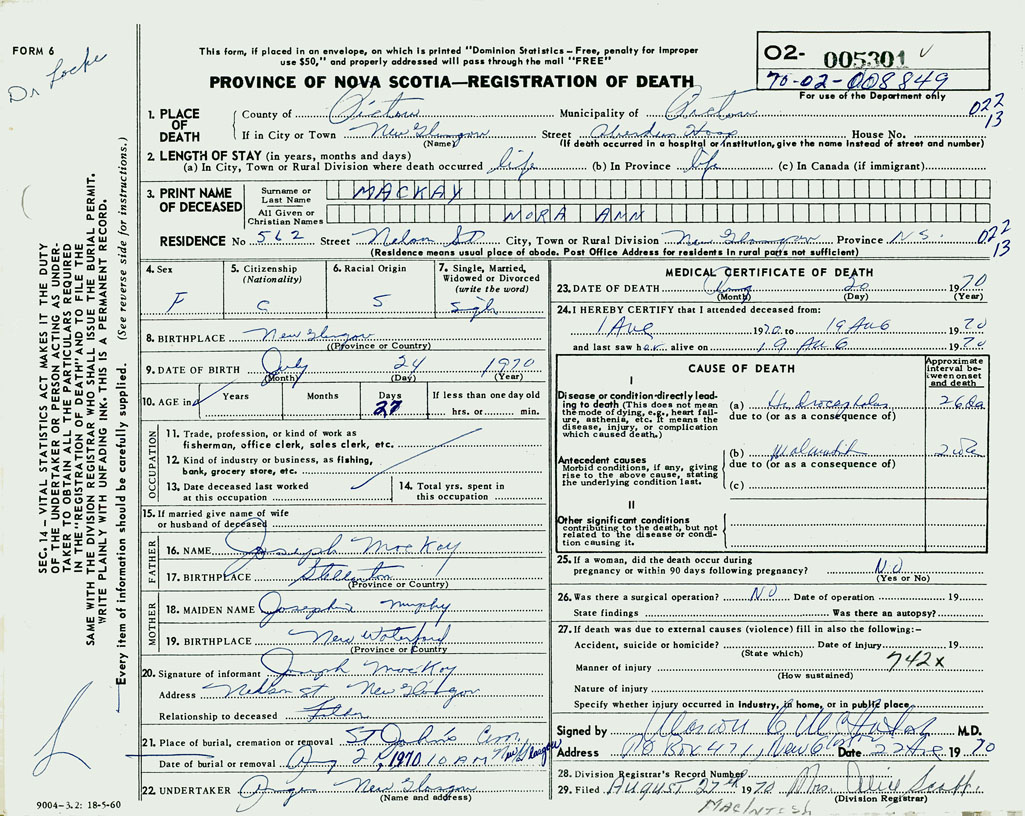 FORM 6
Dr Locke
This form, if placed in an envelope, on which is printed "Dominion Statistics – Free, penalty for improper
use $50," and properly addressed will pass through the mail "FREE"
PROVINCE OF NOVA SCOTIA—REGISTRATION OF DEATH
O2- 005301
70-02-008849
For use of the Department only
022
13
1. PLACE OF DEATH
County of Pictou Municipality of Pictou
If in City or Town New Glasgow Street Aberdeen Hosp House No.
(Name) (If death occurred in a hospital or institution, give the name instead of street and number)
2. LENGTH OF STAY (in years, months and days)
(a) In City, Town or Rural Division where death occurred life (b) In Province life (c) In Canada (if immigrant)
3. PRINT NAME OF DECEASED
Surname or Last Name MACKAY
All Given or Christian Names NORA ANN
RESIDENCE No 562 Street Nelson St City, Town or Rural Division New Glasgow Province N.S.
022
13
(Residence means usual place of abode. Post Office Address for residents in rural parts not sufficient)
4. Sex F
5. Citizenship (Nationality) C
6. Racial Origin S
7. Single, Married, Widowed or Divorced (write the word) Single
8. BIRTHPLACE New Glasgow
(Province or Country)
9. DATE OF BIRTH July 24 1970
(Month) (Day) (Year)
10. AGE in Years Months Days 27 If less than one day old hrs. or min.
OCCUPATION
11. Trade, profession, or kind of work as
fisherman, office clerk, sales clerk, etc.
12. Kind of industry or business, as fishing,
bank, grocery store, etc.
13. Date deceased last worked
at this occupation
14. Total yrs. spent in
this occupation
15. If married give name of wife
or husband of deceased
FATHER
16. NAME Joseph MacKay
17. BIRTHPLACE Stellarton
(Province or Country)
MOTHER
18. MAIDEN NAME Josephine Murphy
19. BIRTHPLACE New Waterford
(Province or Country
20. Signature of informant Joseph MacKay
Address Nelson St New Glasgow
Relationship to deceased
21. Place of burial, cremation or removal St John's Cem. New Glasgow
Date of burial or removal Aug 21, 1970 10 AM
22. UNDERTAKER New Glasgow
(Name and address)
9004–3.2: 18-5-60
MEDICAL CERTIFICATE OF DEATH
23. DATE OF DEATH Aug 20 1970
(Month) (Day) (Year)
24. I HEREBY CERTIFY that I attended deceased from:
1 Aug 1970 to 19 AUG 1970
and last saw her alive on 19 AUG 1970
CAUSE OF DEATH
Approximate interval between onset and death
I
Disease or condition directly leading to death (This does not mean
the mode of dying, e.g., heart failure, asthenia, etc. It means the
disease, injury, or complication
which caused death.)
(a) Hydrocephalus 26 Da
due to (or as a consequence of)
Antecedent causes
Morbid conditions, if any, giving
rise to the above cause, stating
the underlying condition last.
(b)
due to (or as a consequence of)
(c)
II
Other significant conditions
contributing to the death, but not
related to the disease or condition causing it.
25. If a woman, did the death occur during
pregnancy or within 90 days following pregnancy? NO
(Yes or No)
26. Was there a surgical operation? NO Date of operation 19
State findings Was there an autopsy?
27. If death was due to external causes (violence) fill in also the following:–
Accident, suicide or homicide? Date of injury 19
(State which)
742x
Manner of injury
(How sustained)
Nature of injury
Specify whether injury occurred in Industry, in home, or in public place
Signed by M.D.
Address PO Box 471, New Date 22 1970
28. Division Registrar's Record Number
29. Filed August 27th 1970 Mrs. Alice Scott
(Division Registrar)
MACINTOSH
SEC. 14 – VITAL STATISTICS ACT MAKES IT THE DUTY
OF THE UNDERTAKER OR PERSON ACTING AS UNDERTAKER TO OBTAIN ALL THE PARTICULARS REQUIRED
IN THE "REGISTRATION OF DEATH" AND TO FILE THE
SAME WITH THE DIVISION REGISTRAR WHO SHALL ISSUE THE BURIAL PERMIT.
WRITE PLAINLY WITH UNFADING INK. THIS IS A PERMANENT RECORD.
Every item of information should be carefully supplied. (See reverse side for instructions.)